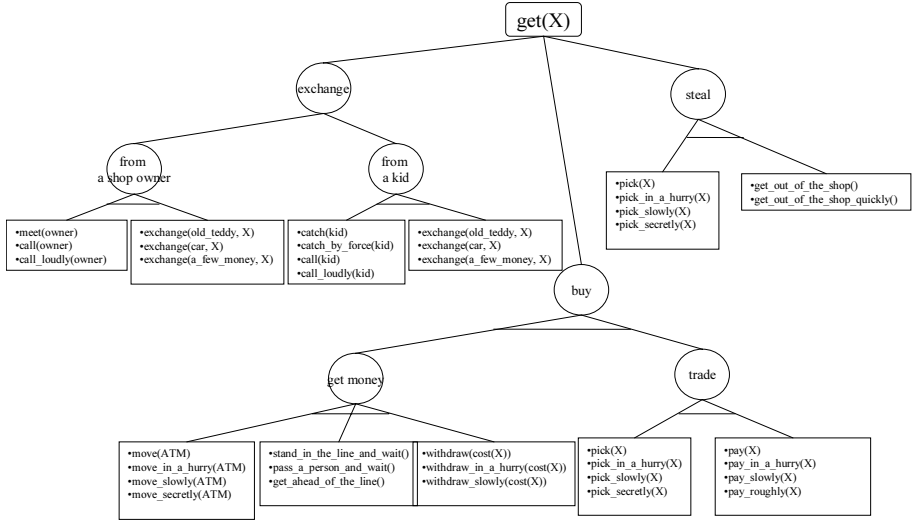 get(X)
exchange
steal
from
a shop owner
from
a kid
•pick(X)
•pick_in_a_hurry(X)
•pick_slowly(X)
•pick_secretly(X)
•get_out_of_the_shop()
•get_out_of_the_shop_quickly()
•meet(owner)
•call(owner)
•call_loudly(owner)
•exchange(old_teddy, X)
•exchange(car, X)
•exchange(a_few_money, X)
•catch(kid)
•catch_by_force(kid)
•call(kid)
•call_loudly(kid)
•exchange(old_teddy, X)
•exchange(car, X)
•exchange(a_few_money, X)
buy
get money
trade
•move(ATM)
•move_in_a_hurry(ATM)
•move_slowly(ATM)
•move_secretly(ATM)
•stand_in_the_line_and_wait()
•pass_a_person_and_wait()
•get_ahead_of_the_line()
•withdraw(cost(X))
•withdraw_in_a_hurry(cost(X))
•withdraw_slowly(cost(X))
•pick(X)
•pick_in_a_hurry(X)
•pick_slowly(X)
•pick_secretly(X)
•pay(X)
•pay_in_a_hurry(X)
•pay_slowly(X)
•pay_roughly(X)